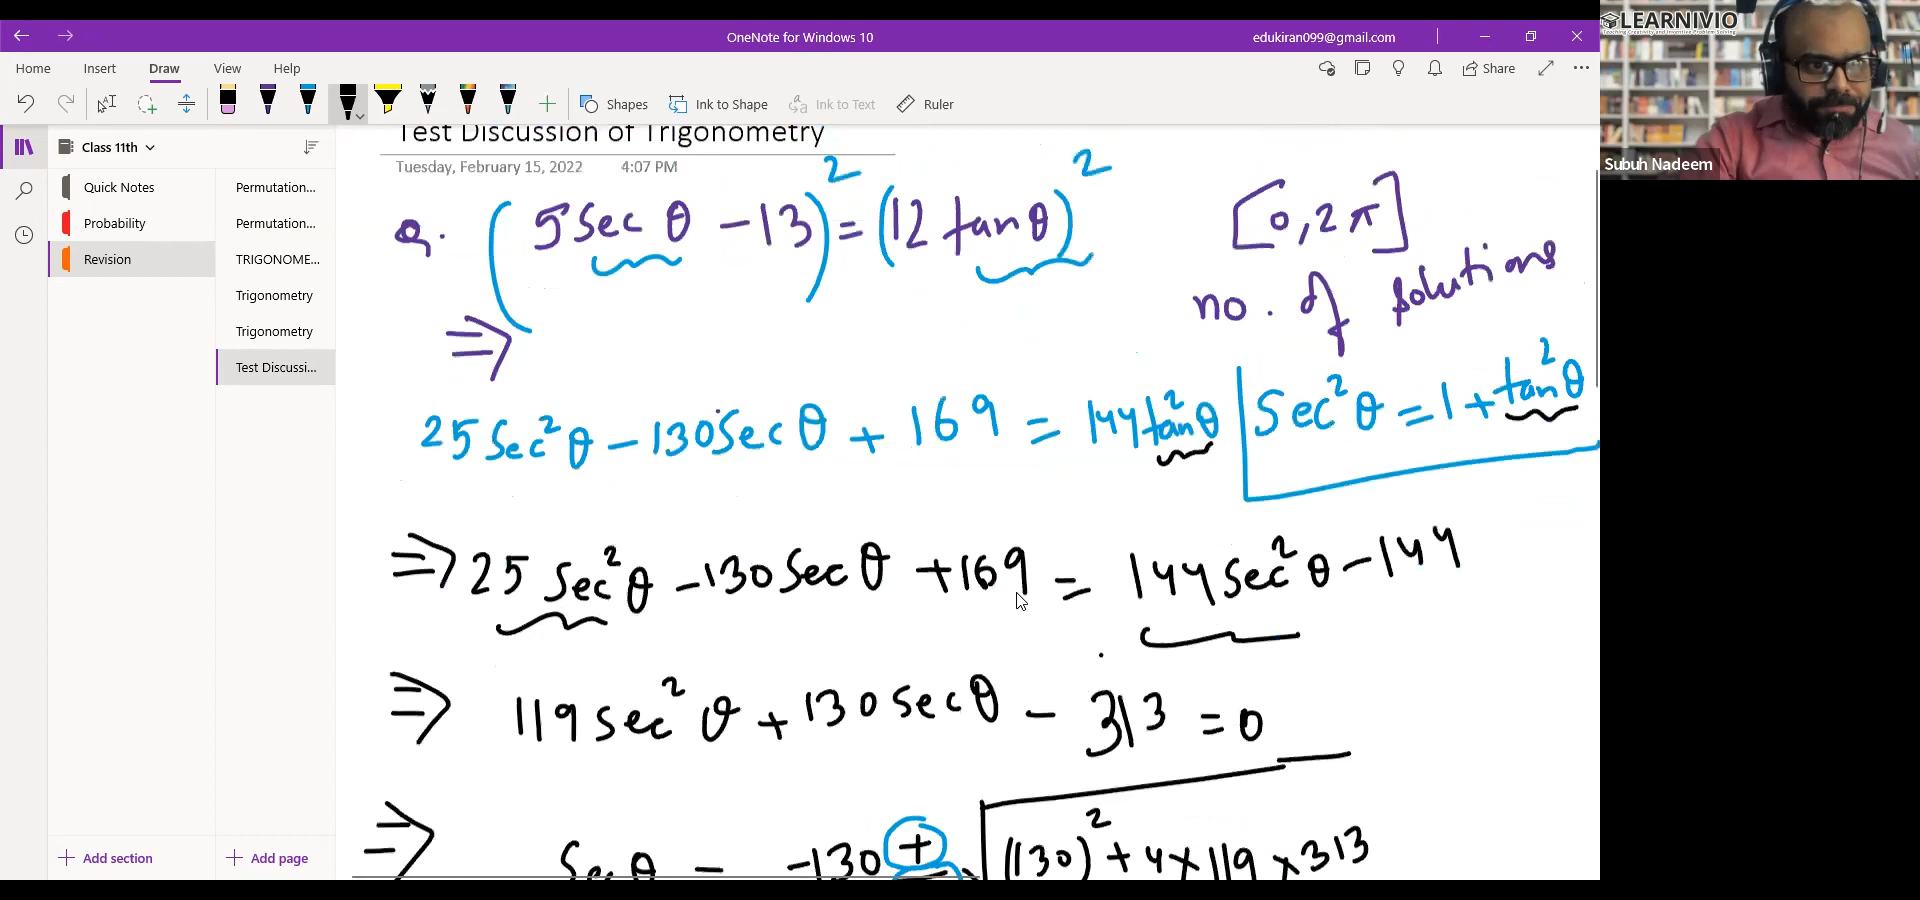 OneNote for Windows 10
edukiran099@gmail.com
LEARNIVIO
Home Insert Draw View Help
Share
Shapes Ink to Shape Ink to Text Ruler
Class 11th
Quick Notes
Probability
Revision
Permutation...
Permutation...
TRIGONOME...
Trigonometry
Trigonometry
Test Discussi...
Add section
Add page
Subuh Nadeem
Test Discussion of Trigonometry
Tuesday, February 15, 2022 4:07 PM
Q. (5 sec θ - 13)² = (12 tan θ)² [0, 2π]
no. of solutions
⇒
25 sec²θ - 130 sec θ + 169 = 144 tan²θ | sec²θ = 1 + tan²θ
⇒ 25 sec²θ - 130 sec θ + 169 = 144 sec²θ - 144
⇒ 119 sec²θ + 130 sec θ - 313 = 0
⇒ Sec θ = -130 ± √(130)² + 4 × 119 × 313